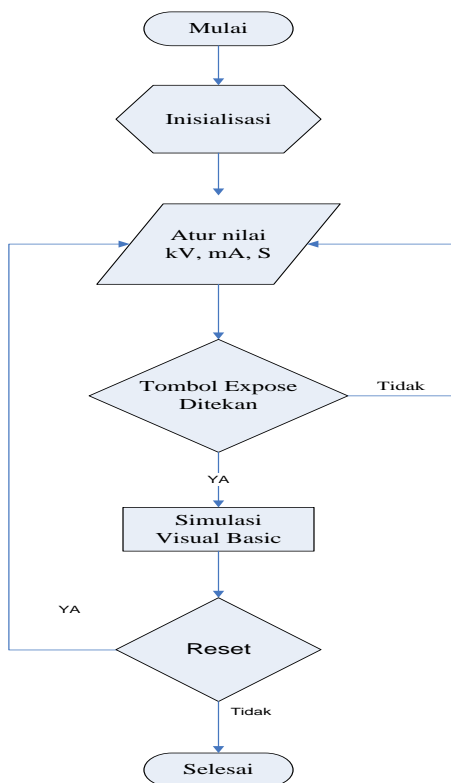 Mulai
Inisialisasi
Atur nilai
kV, mA, S
Tombol Expose
Ditekan
Tidak
YA
Simulasi
Visual Basic
YA
Reset
Tidak
Selesai